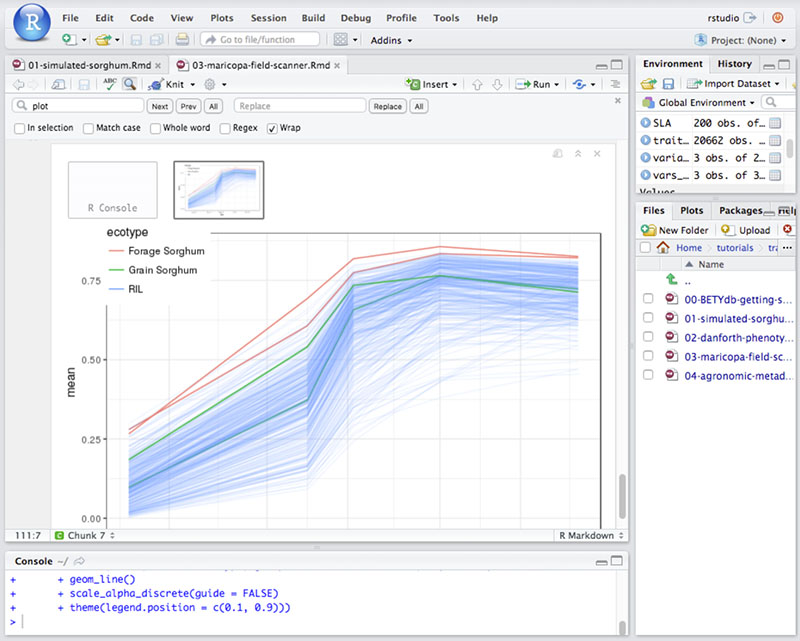 R File Edit Code View Plots Session Build Debug Profile Tools Help rstudio
Go to file/function Addins Project: (None)
01-simulated-sorghum.Rmd 03-maricopa-field-scanner.Rmd
ABC Knit Insert Run
plot Next Prev All Replace Replace All
In selection Match case Whole word Regex Wrap
R Console
ecotype
Forage Sorghum
Grain Sorghum
RIL
mean
0.75
0.50
0.25
0.00
111:7 C Chunk 7 R Markdown
Console ~/
+ + geom_line()
+ + scale_alpha_discrete(guide = FALSE)
+ + theme(legend.position = c(0.1, 0.9)))
>
Environment History
Import Dataset
Global Environment
SLA 200 obs. of…
trait… 20662 obs. …
varia… 3 obs. of 2…
vars_… 3 obs. of 3…
Values
Files Plots Packages Help
New Folder Upload
Home tutorials tra ...
Name
..
00-BETYdb-getting-s...
01-simulated-sorghu...
02-danforth-phenoty...
03-maricopa-field-sc...
04-agronomic-metad...